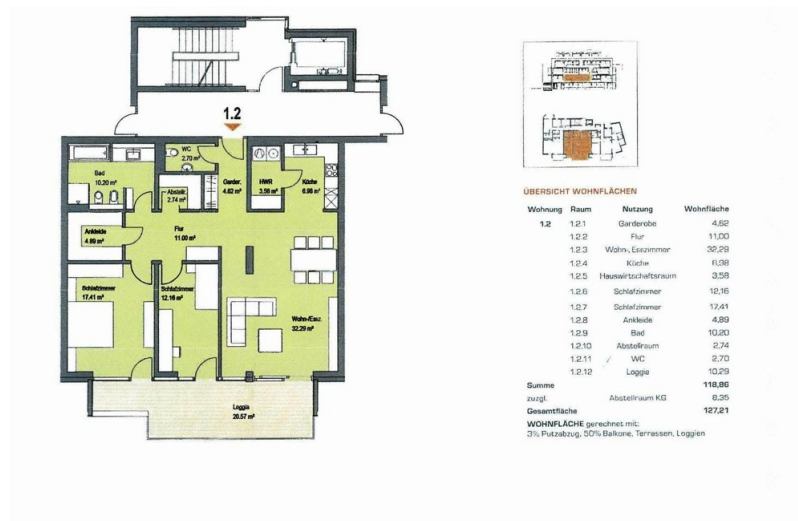 1.2
WC
2.70 m²
Bad
10.20 m²
Abstellr.
2.74 m²
Garder.
4.62 m²
HWR
3.58 m²
Küche
6.98 m²
Ankleide
4.89 m²
Flur
11.00 m²
Schlafzimmer
17.41 m²
Schlafzimmer
12.16 m²
Wohn-/Essz.
32.29 m²
Loggia
20.57 m²
ÜBERSICHT WOHNFLÄCHEN
Wohnung Raum Nutzung Wohnfläche
1.2 1.2.1 Garderobe 4,62
1.2.2 Flur 11,00
1.2.3 Wohn-, Esszimmer 32,29
1.2.4 Küche 6,98
1.2.5 Hauswirtschaftsraum 3,58
1.2.6 Schlafzimmer 12,16
1.2.7 Schlafzimmer 17,41
1.2.8 Ankleide 4,89
1.2.9 Bad 10,20
1.2.10 Abstellraum 2,74
1.2.11 WC 2,70
1.2.12 Loggia 10,29
Summe 118,86
zuzgl. Abstellraum KG 8,35
Gesamtfläche 127,21
WOHNFLÄCHE gerechnet mit:
3% Putzabzug, 50% Balkone, Terrassen, Loggien